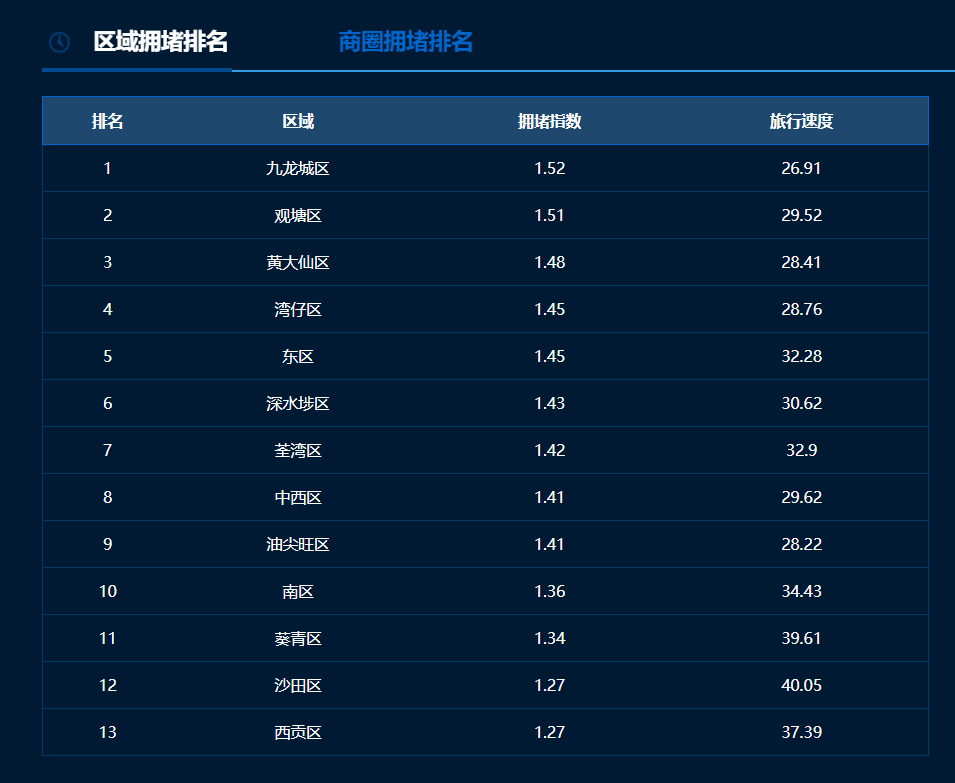 区域拥堵排名 商圈拥堵排名
排名 区域 拥堵指数 旅行速度
1 九龙城区 1.52 26.91
2 观塘区 1.51 29.52
3 黄大仙区 1.48 28.41
4 湾仔区 1.45 28.76
5 东区 1.45 32.28
6 深水埗区 1.43 30.62
7 荃湾区 1.42 32.9
8 中西区 1.41 29.62
9 油尖旺区 1.41 28.22
10 南区 1.36 34.43
11 葵青区 1.34 39.61
12 沙田区 1.27 40.05
13 西贡区 1.27 37.39